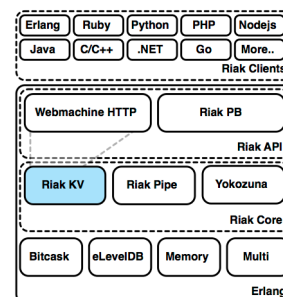 Erlang Ruby Python PHP Nodejs
Java C/C++ .NET Go More..
Riak Clients
Webmachine HTTP Riak PB
Riak API
Riak KV Riak Pipe Yokozuna
Riak Core
Bitcask eLevelDB Memory Multi
Erlang